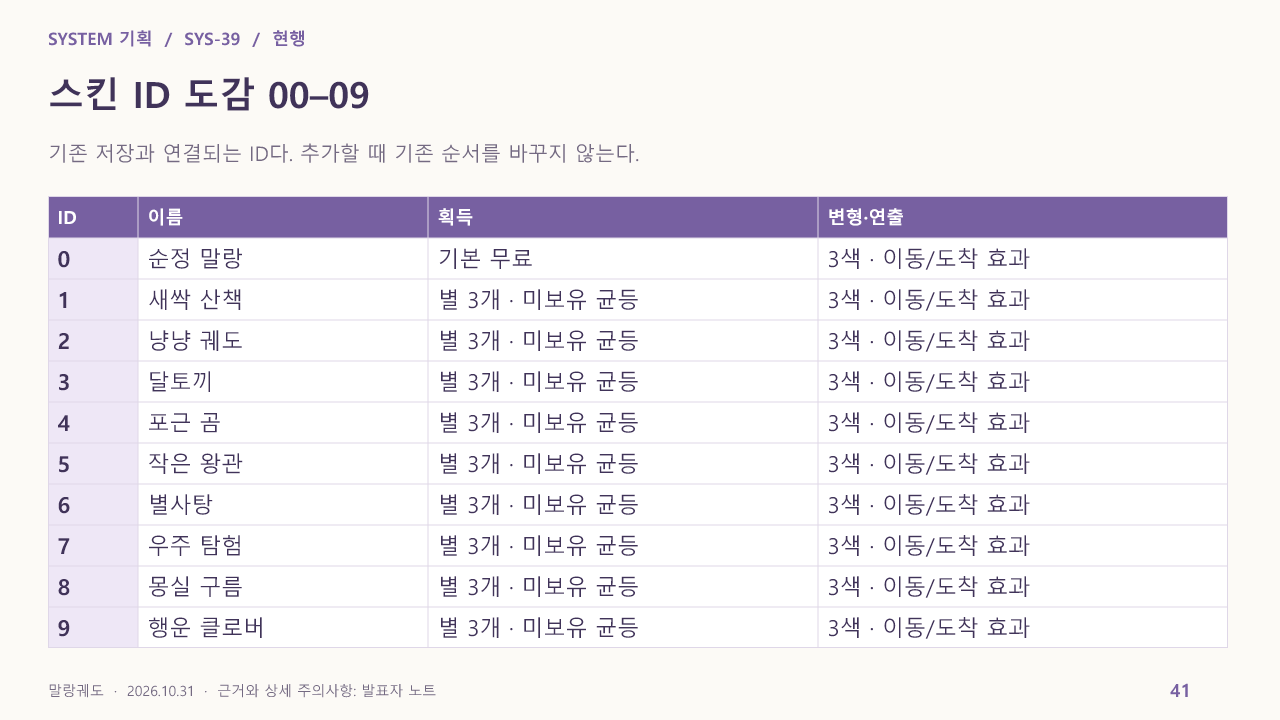 SYSTEM 기획 / SYS-39 / 현행
스킨 ID 도감 00–09
기존 저장과 연결되는 ID다. 추가할 때 기존 순서를 바꾸지 않는다.
ID 이름 획득 변형·연출
0 순정 말랑 기본 무료 3색 · 이동/도착 효과
1 새싹 산책 별 3개 · 미보유 균등 3색 · 이동/도착 효과
2 냥냥 궤도 별 3개 · 미보유 균등 3색 · 이동/도착 효과
3 달토끼 별 3개 · 미보유 균등 3색 · 이동/도착 효과
4 포근 곰 별 3개 · 미보유 균등 3색 · 이동/도착 효과
5 작은 왕관 별 3개 · 미보유 균등 3색 · 이동/도착 효과
6 별사탕 별 3개 · 미보유 균등 3색 · 이동/도착 효과
7 우주 탐험 별 3개 · 미보유 균등 3색 · 이동/도착 효과
8 몽실 구름 별 3개 · 미보유 균등 3색 · 이동/도착 효과
9 행운 클로버 별 3개 · 미보유 균등 3색 · 이동/도착 효과
말랑궤도 · 2026.10.31 · 근거와 상세 주의사항: 발표자 노트 41